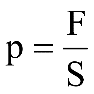 p = F/S